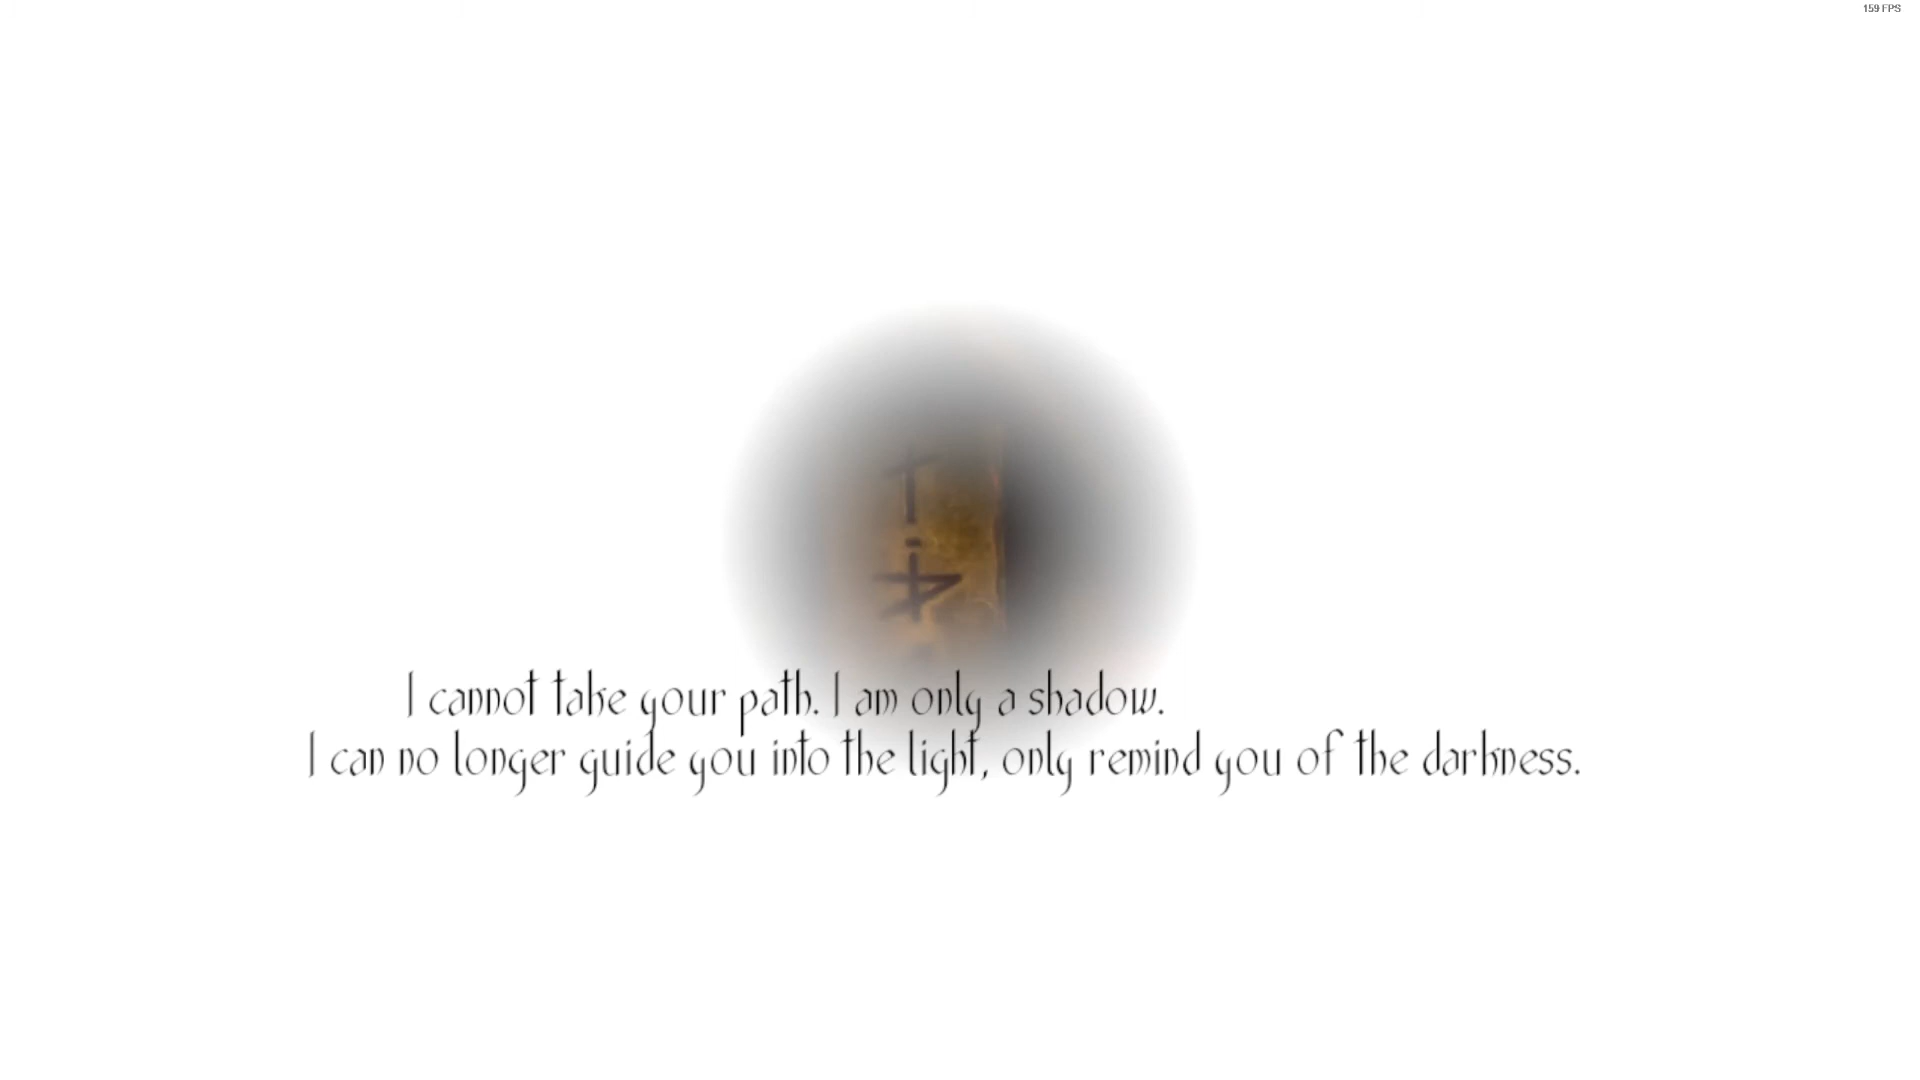 159 FPS
I cannot take your path. I am only a shadow.
I can no longer guide you into the light, only remind you of the darkness.